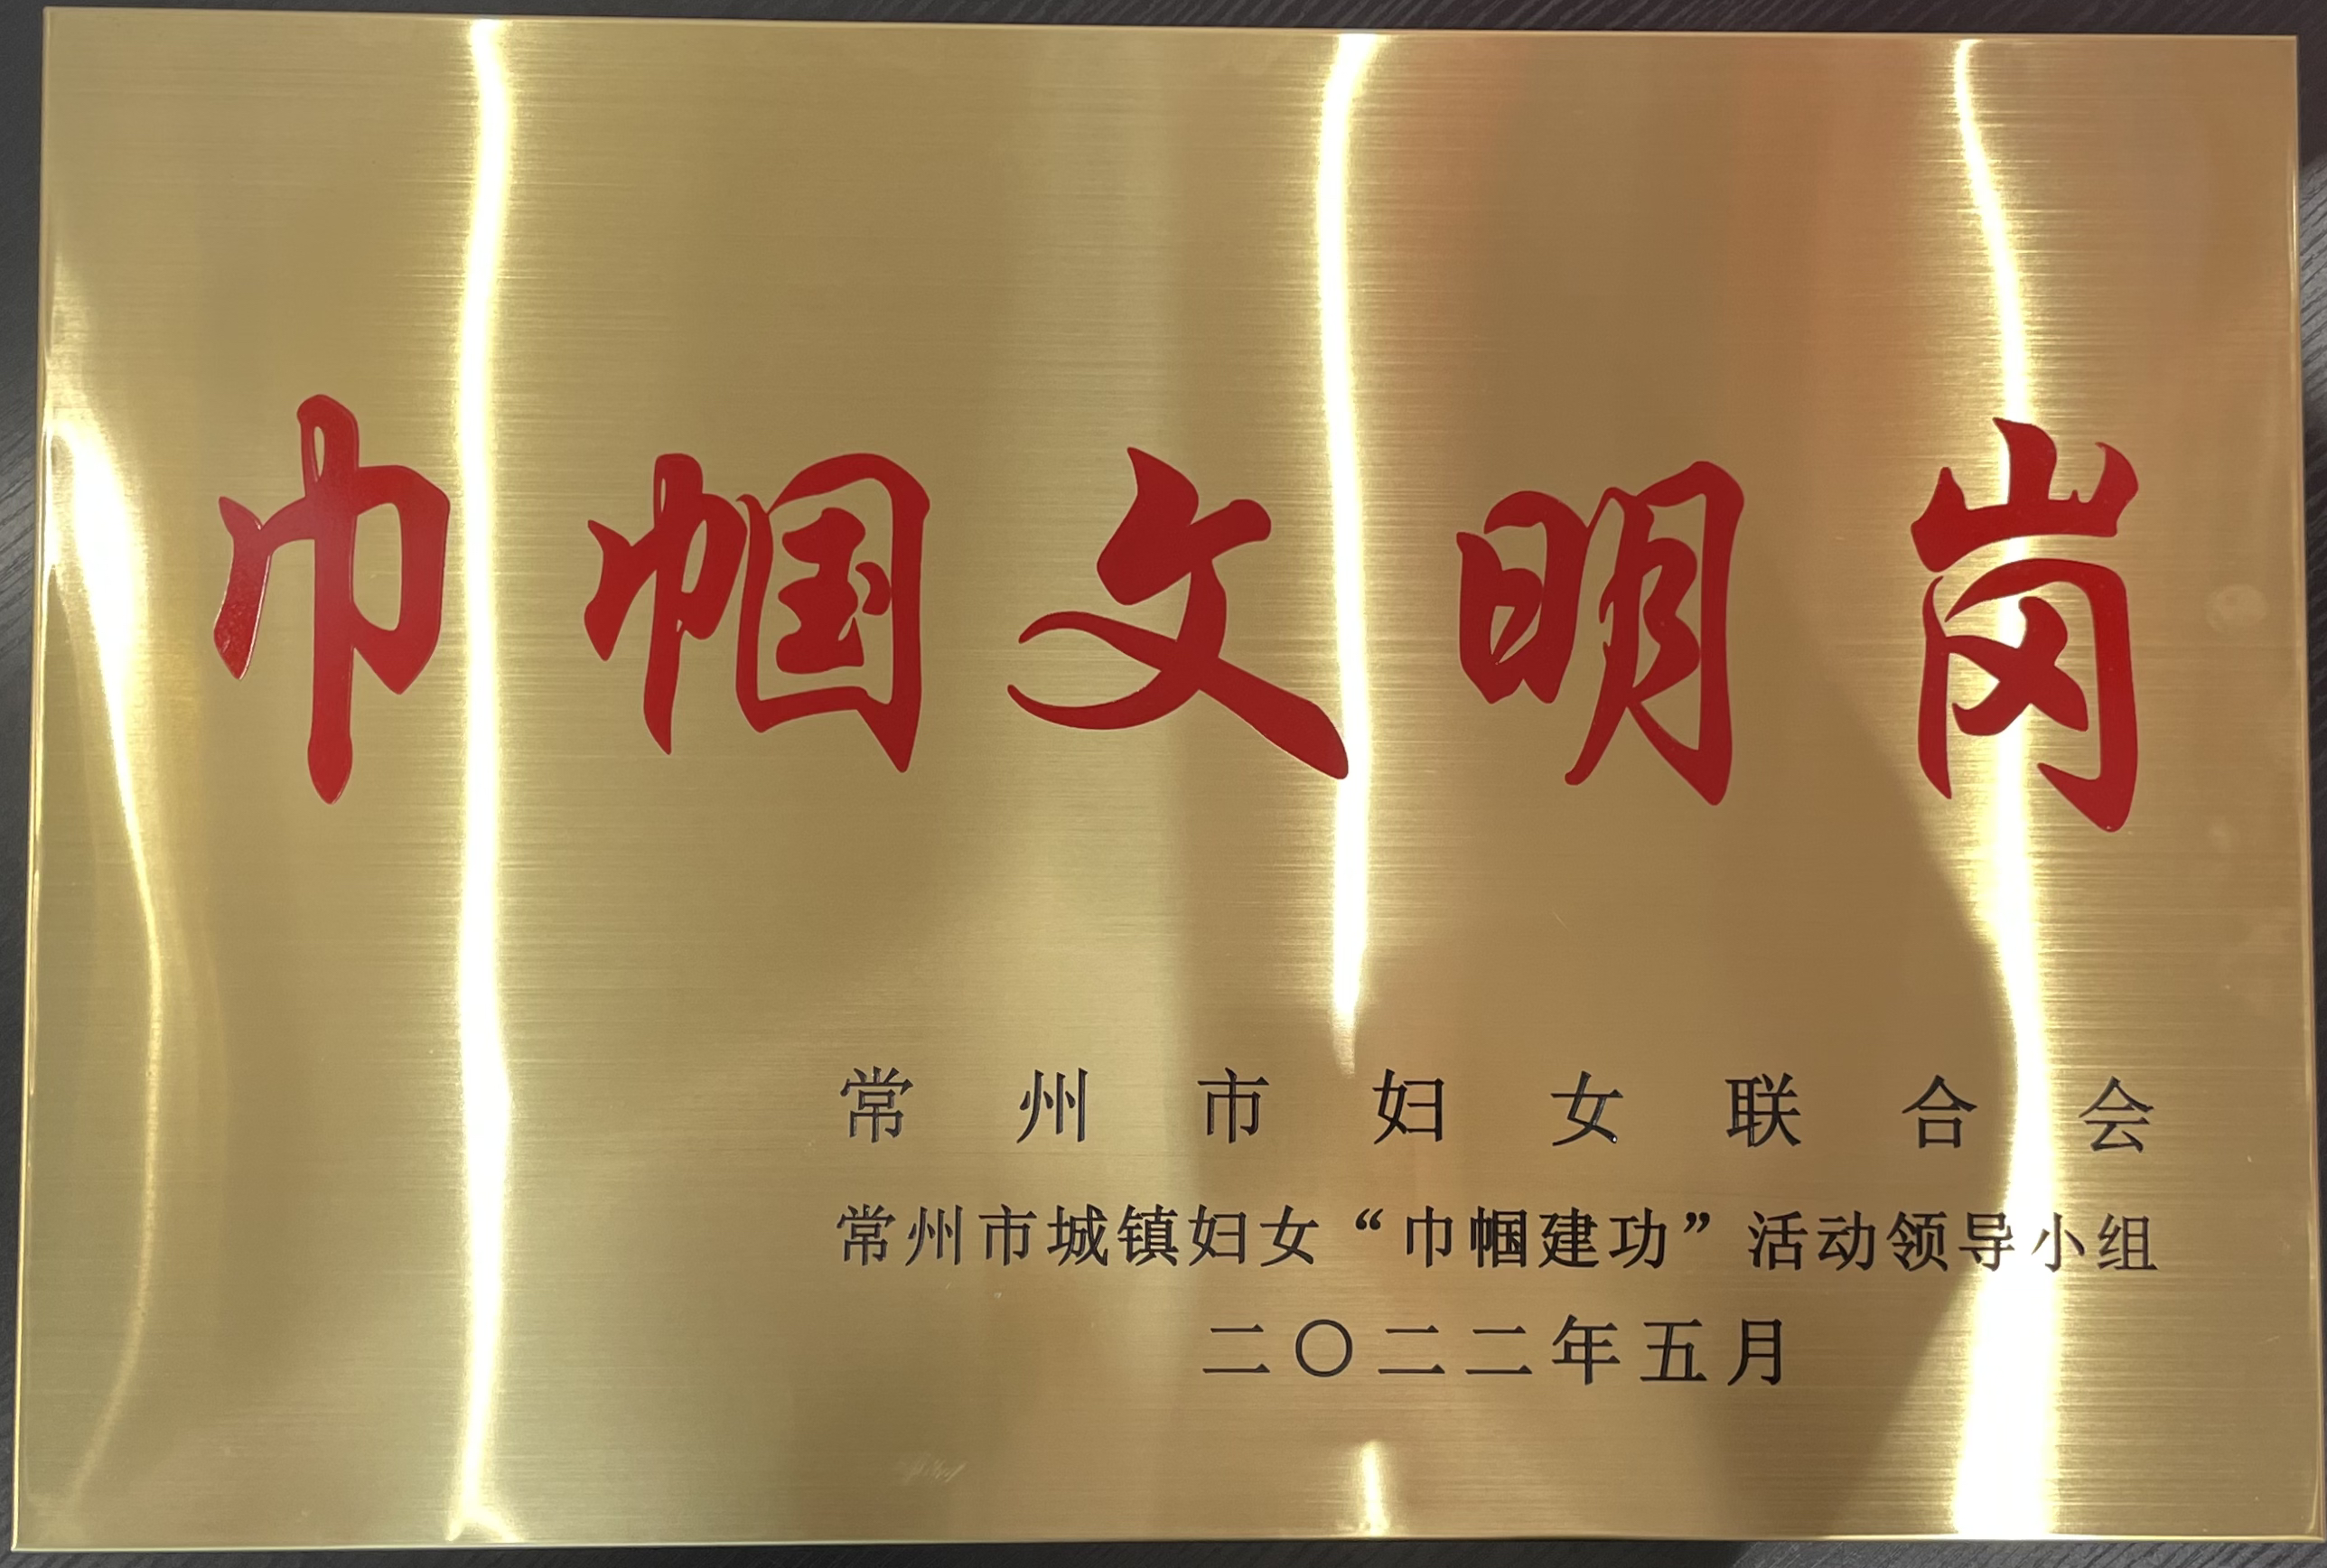 巾帼文明岗
常州市妇女联合会
常州市城镇妇女“巾帼建功”活动领导小组
二〇二二年五月